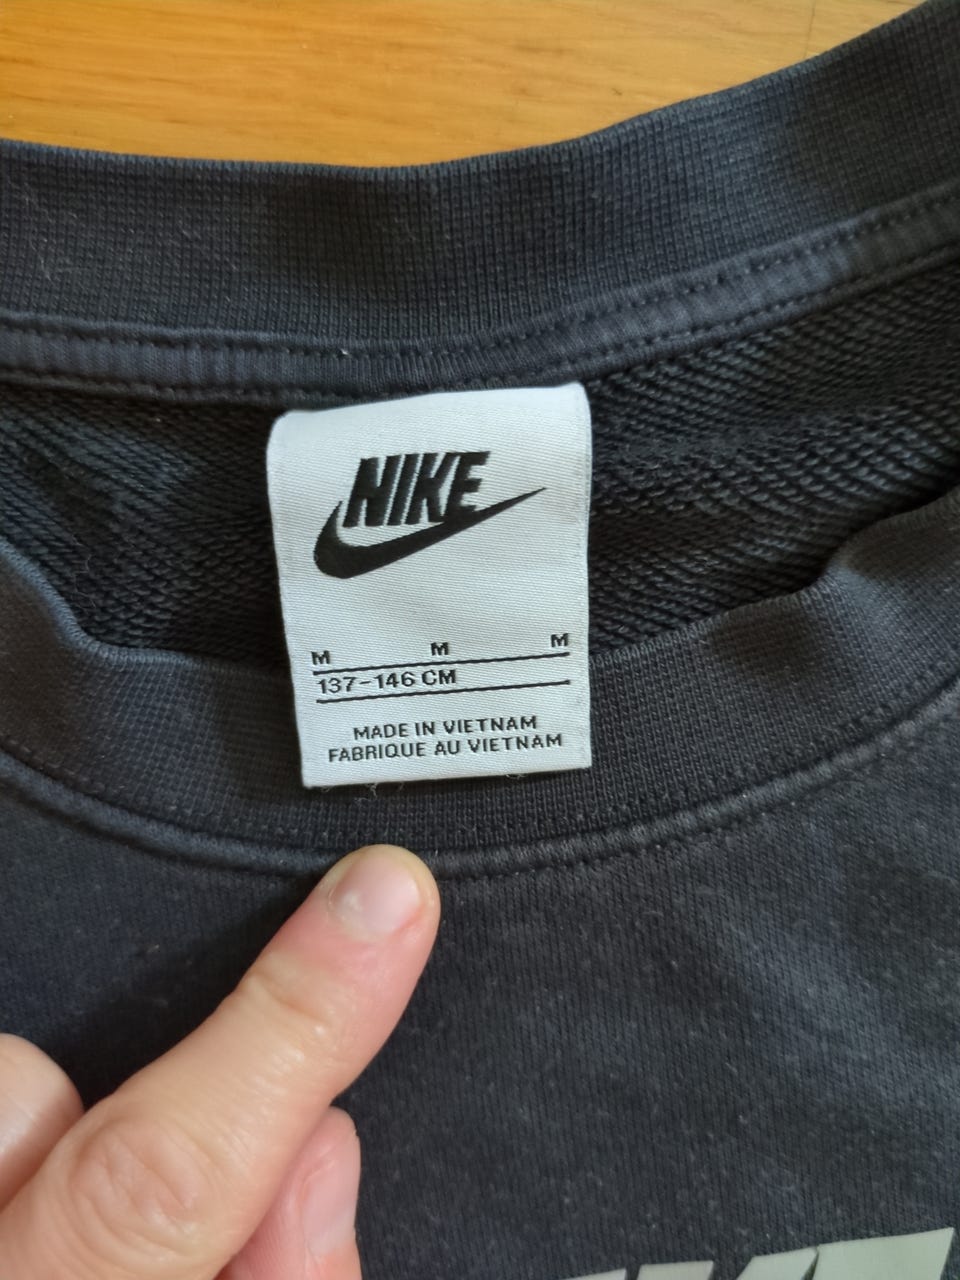 NIKE
M M M
137-146 CM
MADE IN VIETNAM
FABRIQUE AU VIETNAM